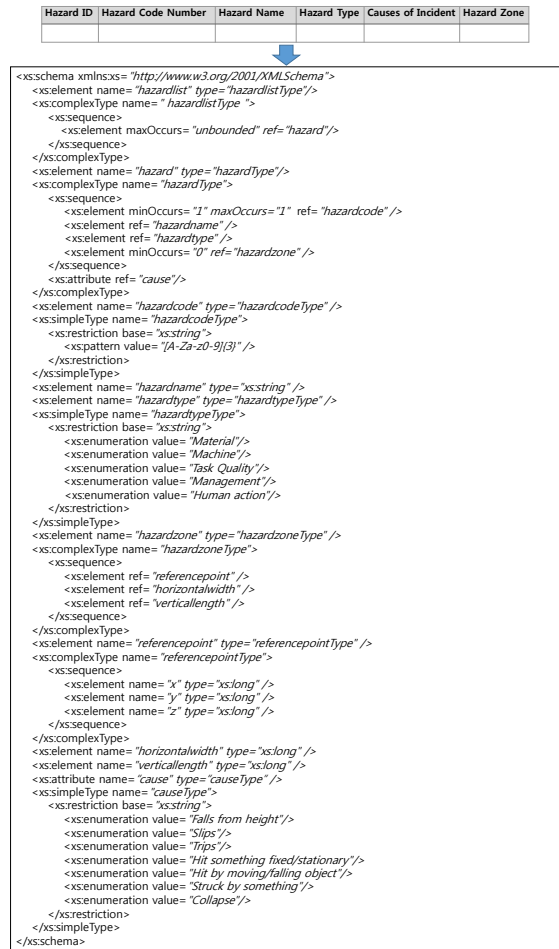 Hazard ID Hazard Code Number Hazard Name Hazard Type Causes of Incident Hazard Zone
<xs:schema xmlns:xs="http://www.w3.org/2001/XMLSchema">
<xs:element name="hazardlist" type="hazardlistType"/>
<xs:complexType name=" hazardlistType ">
<xs:sequence>
<xs:element maxOccurs="unbounded" ref="hazard"/>
</xs:sequence>
</xs:complexType>
<xs:element name="hazard" type="hazardType"/>
<xs:complexType name="hazardType">
<xs:sequence>
<xs:element minOccurs="1" maxOccurs="1" ref="hazardcode" />
<xs:element ref="hazardname" />
<xs:element ref="hazardtype" />
<xs:element minOccurs="0" ref="hazardzone" />
</xs:sequence>
<xs:attribute ref="cause"/>
</xs:complexType>
<xs:element name="hazardcode" type="hazardcodeType" />
<xs:simpleType name="hazardcodeType">
<xs:restriction base="xs:string">
<xs:pattern value="[A-Za-z0-9]{3}" />
</xs:restriction>
</xs:simpleType>
<xs:element name="hazardname" type="xs:string" />
<xs:element name="hazardtype" type="hazardtypeType" />
<xs:simpleType name="hazardtypeType">
<xs:restriction base="xs:string">
<xs:enumeration value="Material"/>
<xs:enumeration value="Machine"/>
<xs:enumeration value="Task Quality"/>
<xs:enumeration value="Management"/>
<xs:enumeration value="Human action"/>
</xs:restriction>
</xs:simpleType>
<xs:element name="hazardzone" type="hazardzoneType" />
<xs:complexType name="hazardzoneType">
<xs:sequence>
<xs:element ref="referencepoint" />
<xs:element ref="horizontalwidth" />
<xs:element ref="verticallength" />
</xs:sequence>
</xs:complexType>
<xs:element name="referencepoint" type="referencepointType" />
<xs:complexType name="referencepointType">
<xs:sequence>
<xs:element name="x" type="xs:long" />
<xs:element name="y" type="xs:long" />
<xs:element name="z" type="xs:long" />
</xs:sequence>
</xs:complexType>
<xs:element name="horizontalwidth" type="xs:long" />
<xs:element name="verticallength" type="xs:long" />
<xs:attribute name="cause" type="causeType" />
<xs:simpleType name="causeType">
<xs:restriction base="xs:string">
<xs:enumeration value="Falls from height"/>
<xs:enumeration value="Slips"/>
<xs:enumeration value="Trips"/>
<xs:enumeration value="Hit something fixed/stationary"/>
<xs:enumeration value="Hit by moving/falling object"/>
<xs:enumeration value="Struck by something"/>
<xs:enumeration value="Collapse"/>
</xs:restriction>
</xs:simpleType>
</xs:schema>